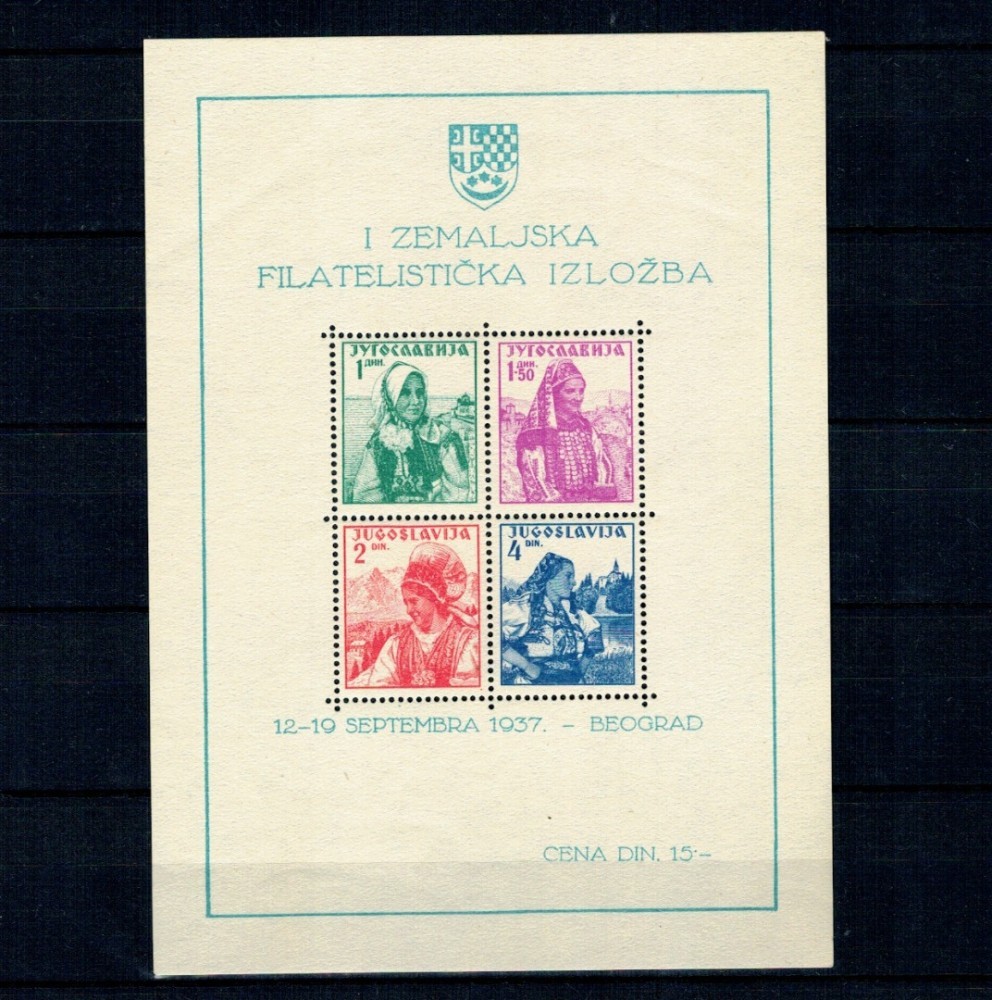 I ZEMALJSKA
FILATELISTIČKA IZLOŽBA
ЈУГОСЛАВИЈА
1 ДИН.
ЈУГОСЛАВИЈА
1·50 ДИН.
JUGOSLAVIJA
2 DIN.
JUGOSLAVIJA
4 DIN.
12-19 SEPTEMBRA 1937. - BEOGRAD
CENA DIN. 15·-